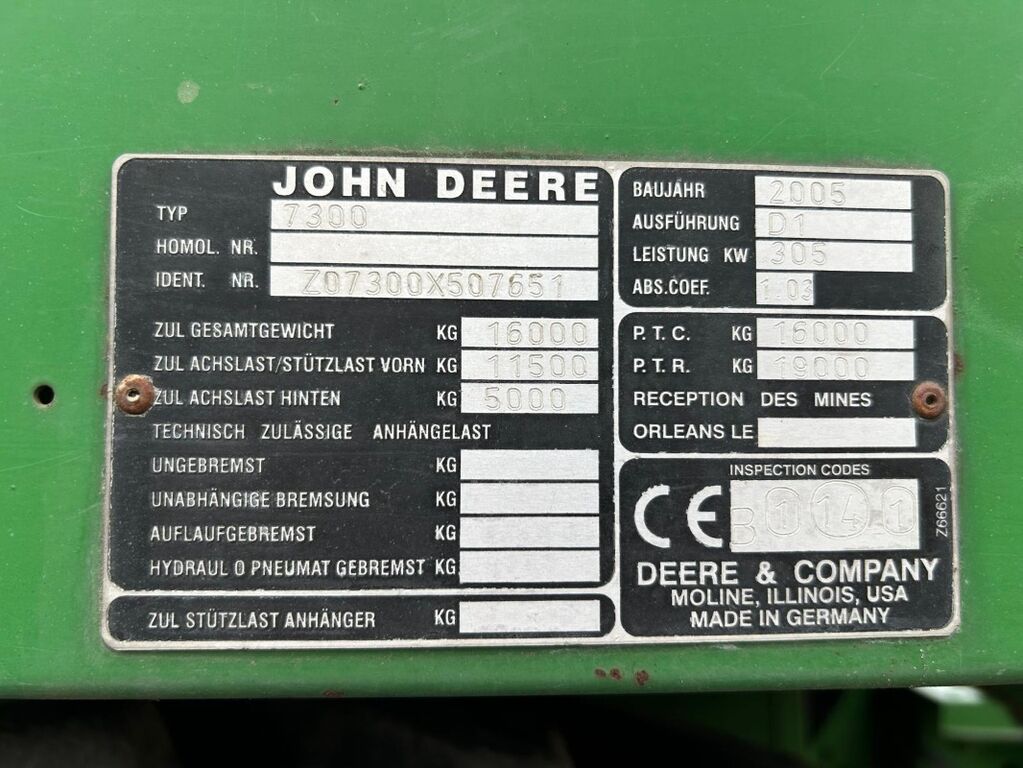 JOHN DEERE
TYP 7300
HOMOL. NR.
IDENT. NR. Z07300X507651
ZUL GESAMTGEWICHT KG 16000
ZUL ACHSLAST/STÜTZLAST VORN KG 11500
ZUL ACHSLAST HINTEN KG 5000
TECHNISCH ZULÄSSIGE ANHÄNGELAST
UNGEBREMST KG
UNABHÄNGIGE BREMSUNG KG
AUFLAUFGEBREMST KG
HYDRAUL O PNEUMAT GEBREMST KG
ZUL STÜTZLAST ANHÄNGER KG
BAUJAHR 2005
AUSFÜHRUNG D1
LEISTUNG KW 305
ABS.COEF. 1.03
P. T. C. KG 16000
P. T. R. KG 19000
RECEPTION DES MINES
ORLEANS LE
INSPECTION CODES
CE B 1 14 1
Z66621
DEERE & COMPANY
MOLINE, ILLINOIS, USA
MADE IN GERMANY